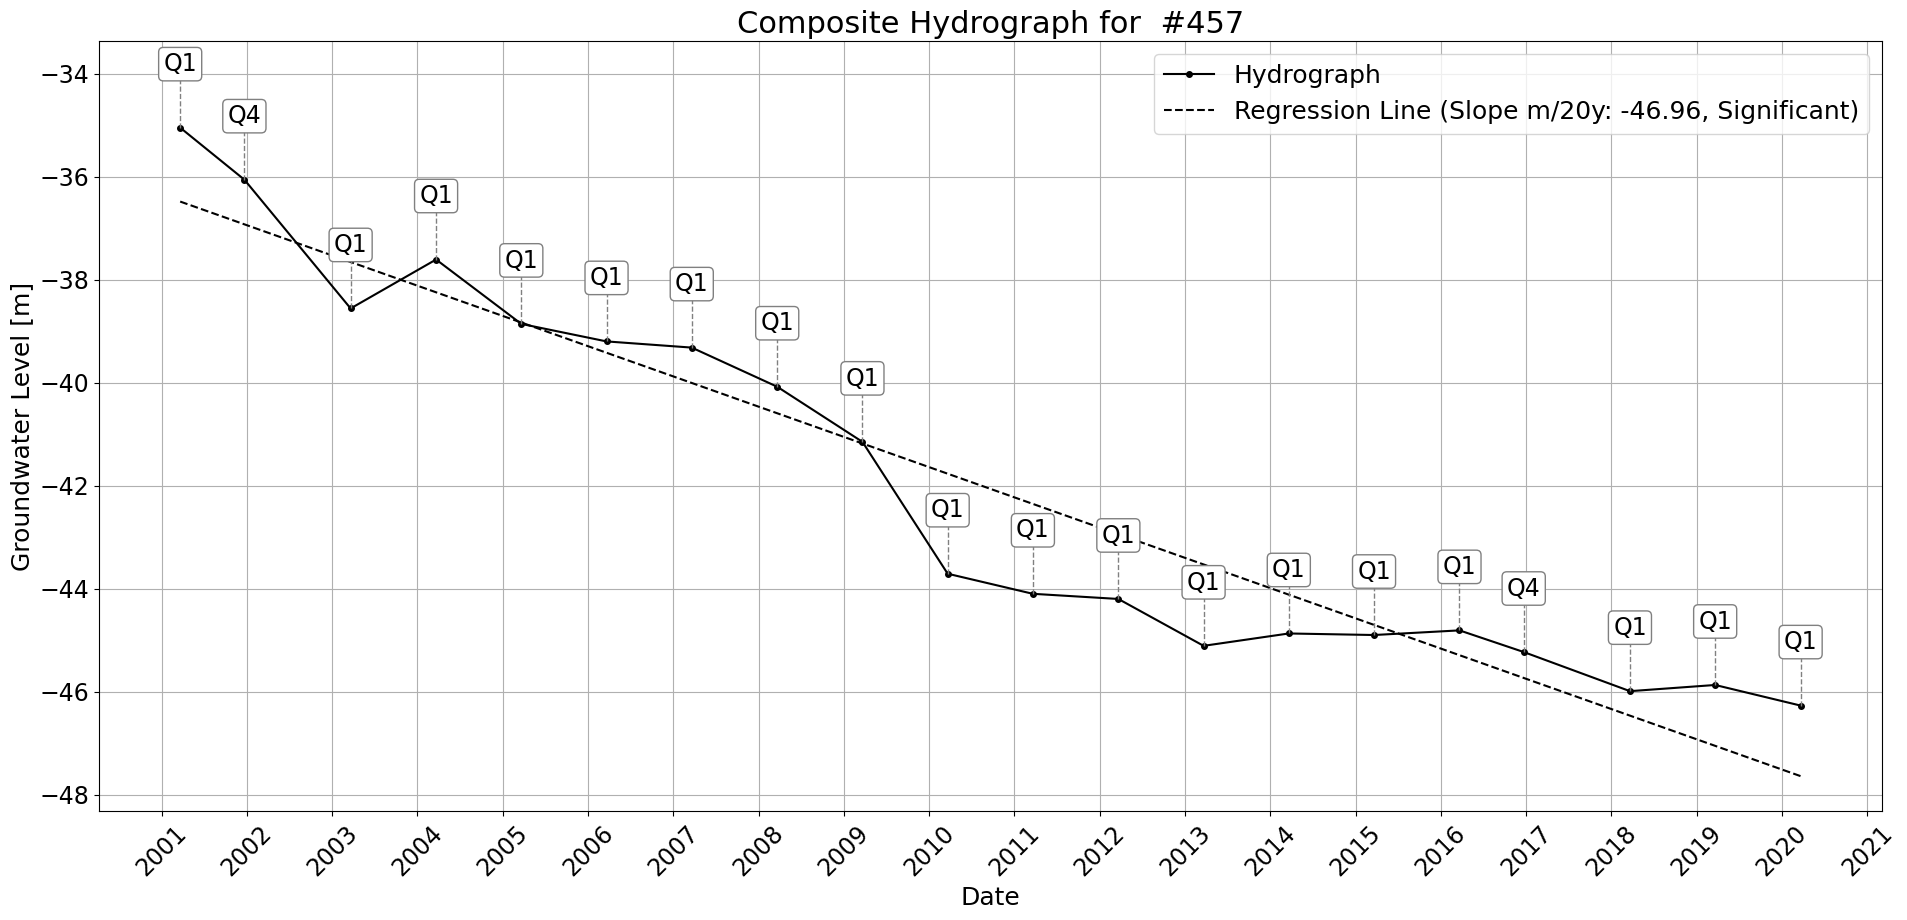 Composite Hydrograph for  #457
Hydrograph
Regression Line (Slope m/20y: -46.96, Significant)
Groundwater Level [m]
−34
−36
−38
−40
−42
−44
−46
−48
Q1
Q4
Q1
Q1
Q1
Q1
Q1
Q1
Q1
Q1
Q1
Q1
Q1
Q1
Q1
Q1
Q4
Q1
Q1
Q1
2001
2002
2003
2004
2005
2006
2007
2008
2009
2010
2011
2012
2013
2014
2015
2016
2017
2018
2019
2020
2021
Date